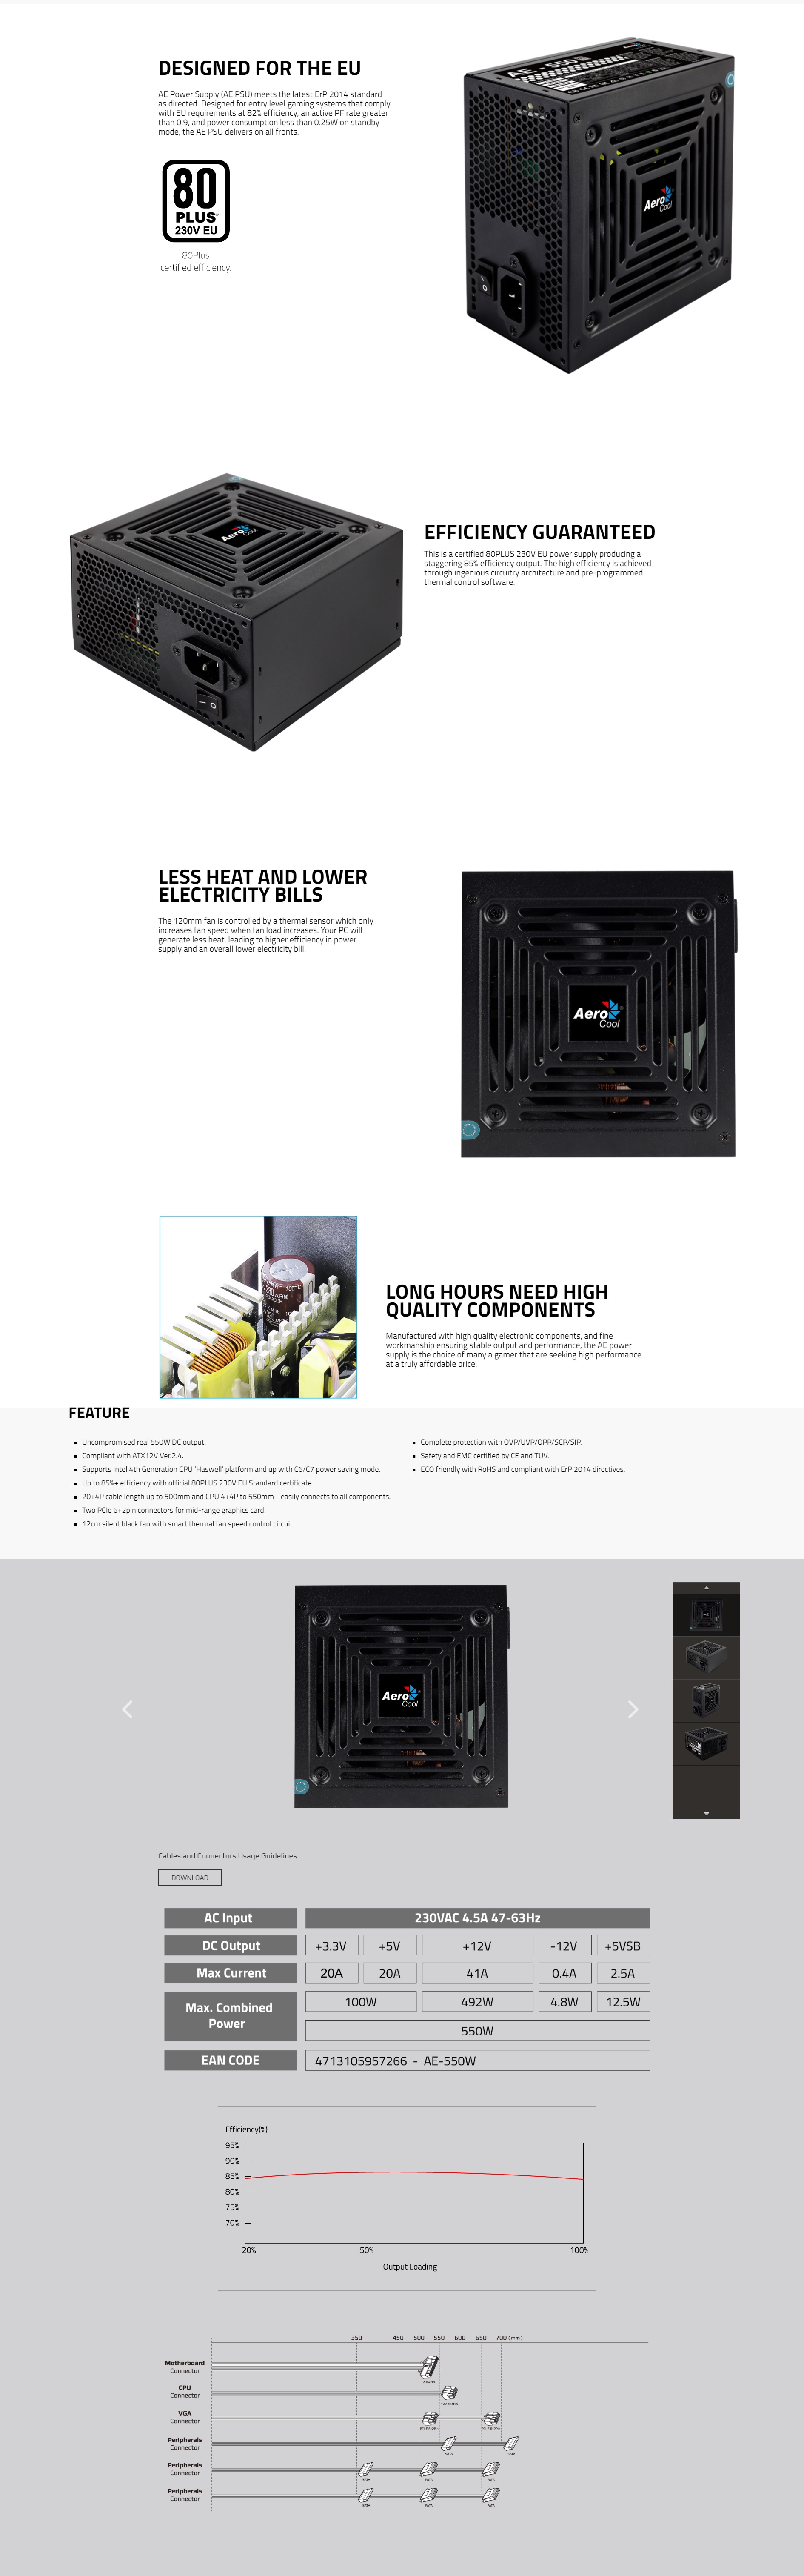 DESIGNED FOR THE EU
AE Power Supply (AE PSU) meets the latest ErP 2014 standard
as directed. Designed for entry level gaming systems that comply
with EU requirements at 82% efficiency, an active PF rate greater
than 0.9, and power consumption less than 0.25W on standby
mode, the AE PSU delivers on all fronts.
80
PLUS
230V EU
80Plus
certified efficiency.
AE - 550
Aero
Cool
Aero
Cool
EFFICIENCY GUARANTEED
This is a certified 80PLUS 230V EU power supply producing a
staggering 85% efficiency output. The high efficiency is achieved
through ingenious circuitry architecture and pre-programmed
thermal control software.
LESS HEAT AND LOWER
ELECTRICITY BILLS
The 120mm fan is controlled by a thermal sensor which only
increases fan speed when fan load increases. Your PC will
generate less heat, leading to higher efficiency in power
supply and an overall lower electricity bill.
Aero
Cool
LONG HOURS NEED HIGH
QUALITY COMPONENTS
Manufactured with high quality electronic components, and fine
workmanship ensuring stable output and performance, the AE power
supply is the choice of many a gamer that are seeking high performance
at a truly affordable price.
FEATURE
Uncompromised real 550W DC output.
Compliant with ATX12V Ver.2.4.
Supports Intel 4th Generation CPU 'Haswell' platform and up with C6/C7 power saving mode.
Up to 85%+ efficiency with official 80PLUS 230V EU Standard certificate.
20+4P cable length up to 500mm and CPU 4+4P to 550mm - easily connects to all components.
Two PCIe 6+2pin connectors for mid-range graphics card.
12cm silent black fan with smart thermal fan speed control circuit.
Complete protection with OVP/UVP/OPP/SCP/SIP.
Safety and EMC certified by CE and TUV.
ECO friendly with RoHS and compliant with ErP 2014 directives.
Aero
Cool
Cables and Connectors Usage Guidelines
DOWNLOAD
AC Input 230VAC 4.5A 47-63Hz
DC Output +3.3V +5V +12V -12V +5VSB
Max Current 20A 20A 41A 0.4A 2.5A
Max. Combined
Power
100W 492W 4.8W 12.5W
550W
EAN CODE 4713105957266 - AE-550W
Efficiency(%)
95%
90%
85%
80%
75%
70%
20% 50% 100%
Output Loading
350 450 500 550 600 650 700 ( mm )
Motherboard
Connector
CPU
Connector
VGA
Connector
Peripherals
Connector
SATA SATA
Peripherals
Connector
SATA PATA PATA
Peripherals
Connector
SATA PATA PATA